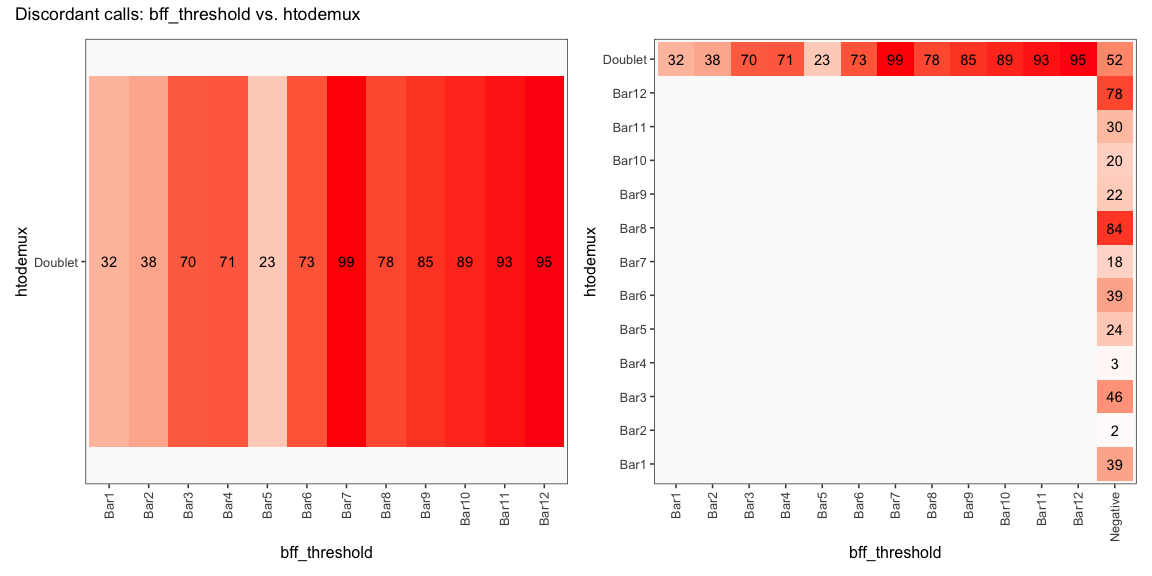 Discordant calls: bff_threshold vs. htodemux
htodemux
Doublet
32 38 70 71 23 73 99 78 85 89 93 95
Bar1 Bar2 Bar3 Bar4 Bar5 Bar6 Bar7 Bar8 Bar9 Bar10 Bar11 Bar12
bff_threshold
htodemux
Doublet 32 38 70 71 23 73 99 78 85 89 93 95 52
Bar12 78
Bar11 30
Bar10 20
Bar9 22
Bar8 84
Bar7 18
Bar6 39
Bar5 24
Bar4 3
Bar3 46
Bar2 2
Bar1 39
Bar1 Bar2 Bar3 Bar4 Bar5 Bar6 Bar7 Bar8 Bar9 Bar10 Bar11 Bar12 Negative
bff_threshold